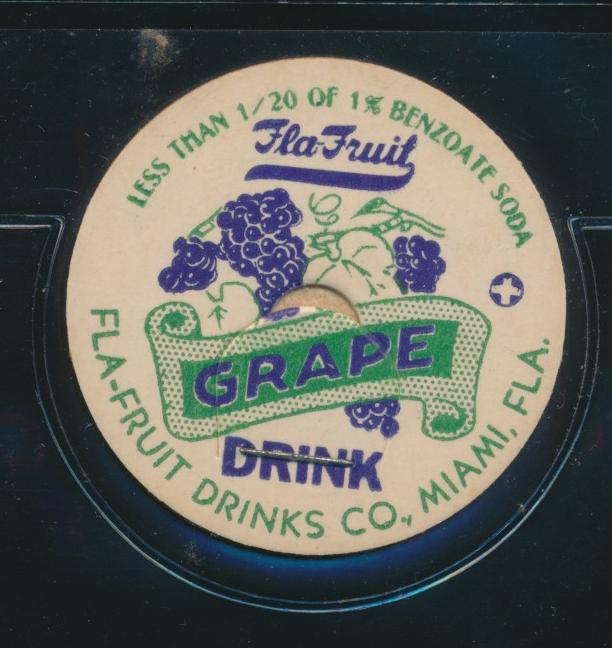 LESS THAN 1/20 OF 1% BENZOATE SODA
Fla-Fruit
GRAPE
DRINK
FLA-FRUIT DRINKS CO., MIAMI, FLA.